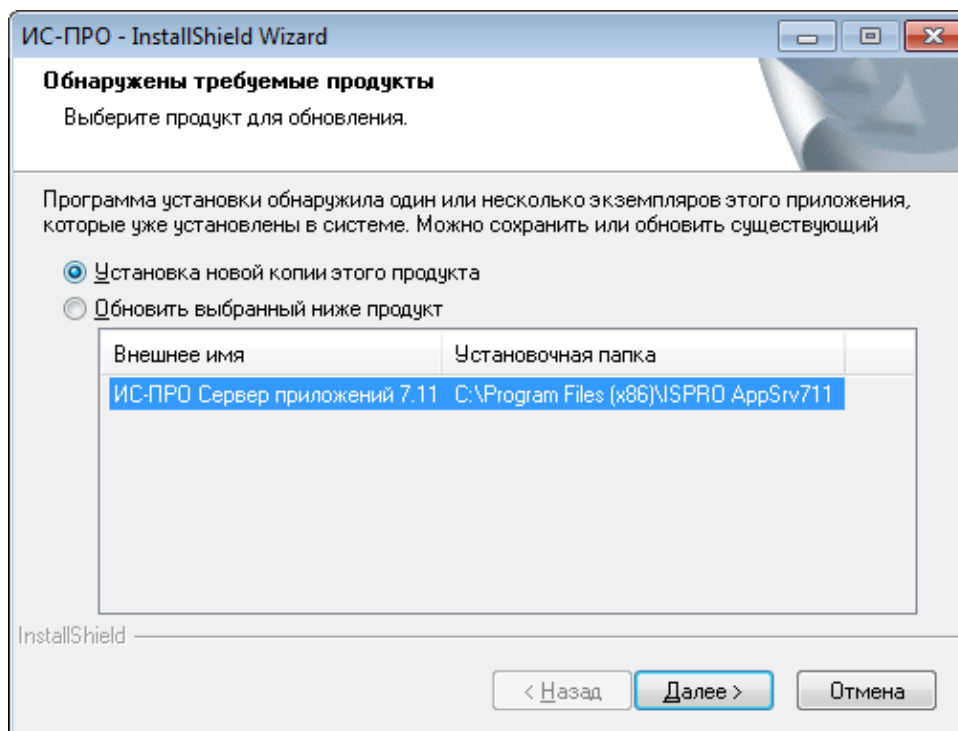 ИС-ПРО - InstallShield Wizard
Обнаружены требуемые продукты
Выберите продукт для обновления.
Программа установки обнаружила один или несколько экземпляров этого приложения,
которые уже установлены в системе. Можно сохранить или обновить существующий
Установка новой копии этого продукта
Обновить выбранный ниже продукт
Внешнее имя Установочная папка
ИС-ПРО Сервер приложений 7.11 C:\Program Files (x86)\ISPRO AppSrv711
InstallShield
< Назад Далее > Отмена